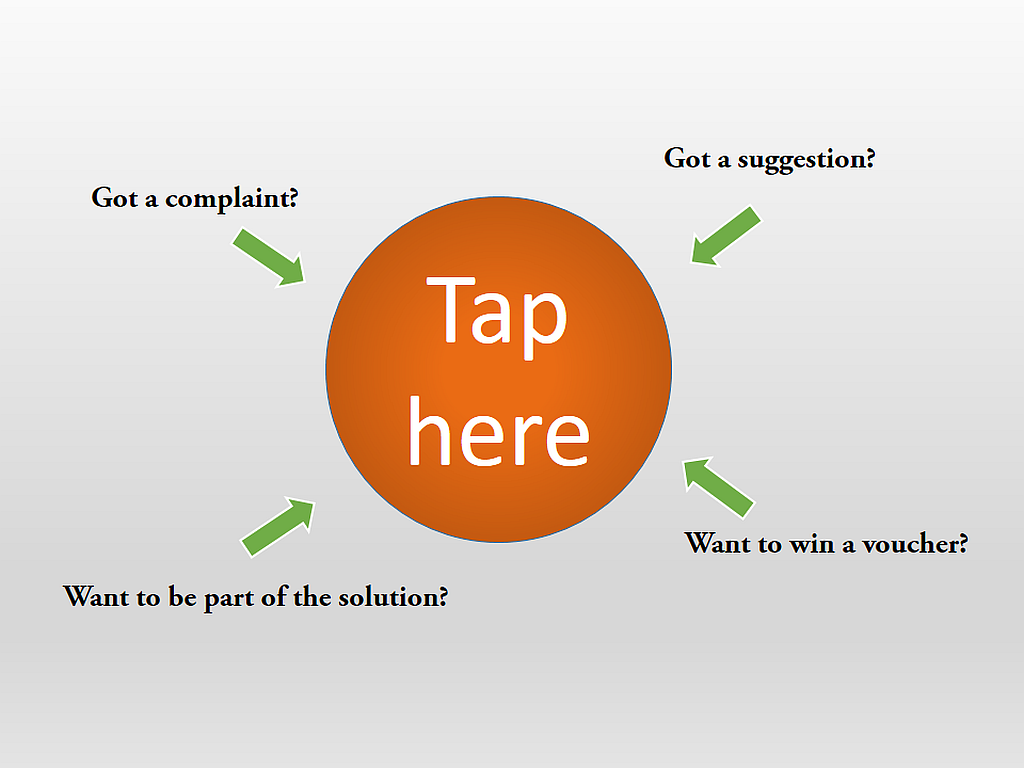 Got a suggestion?
Got a complaint?
Tap
here
Want to win a voucher?
Want to be part of the solution?